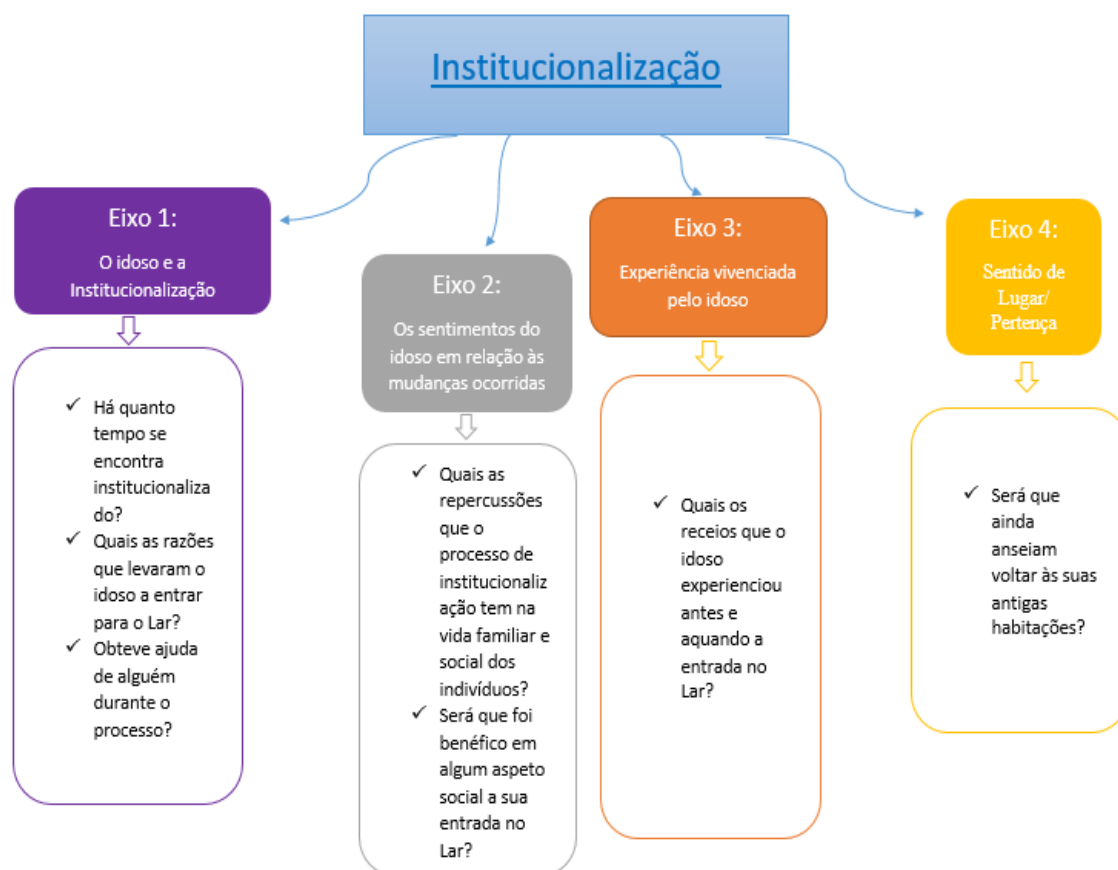 Institucionalização
Eixo 1:
O idoso e a
Institucionalização
✓ Há quanto
tempo se
encontra
institucionaliza
do?
✓ Quais as razões
que levaram o
idoso a entrar
para o Lar?
✓ Obteve ajuda
de alguém
durante o
processo?
Eixo 2:
Os sentimentos do
idoso em relação às
mudanças ocorridas
✓ Quais as
repercussões
que o
processo de
institucionaliz
ação tem na
vida familiar e
social dos
indivíduos?
✓ Será que foi
benéfico em
algum aspeto
social a sua
entrada no
Lar?
Eixo 3:
Experiência vivenciada
pelo idoso
✓ Quais os
receios que o
idoso
experienciou
antes e
aquando a
entrada no
Lar?
Eixo 4:
Sentido de
Lugar/
Pertença
✓ Será que
ainda
anseiam
voltar às suas
antigas
habitações?